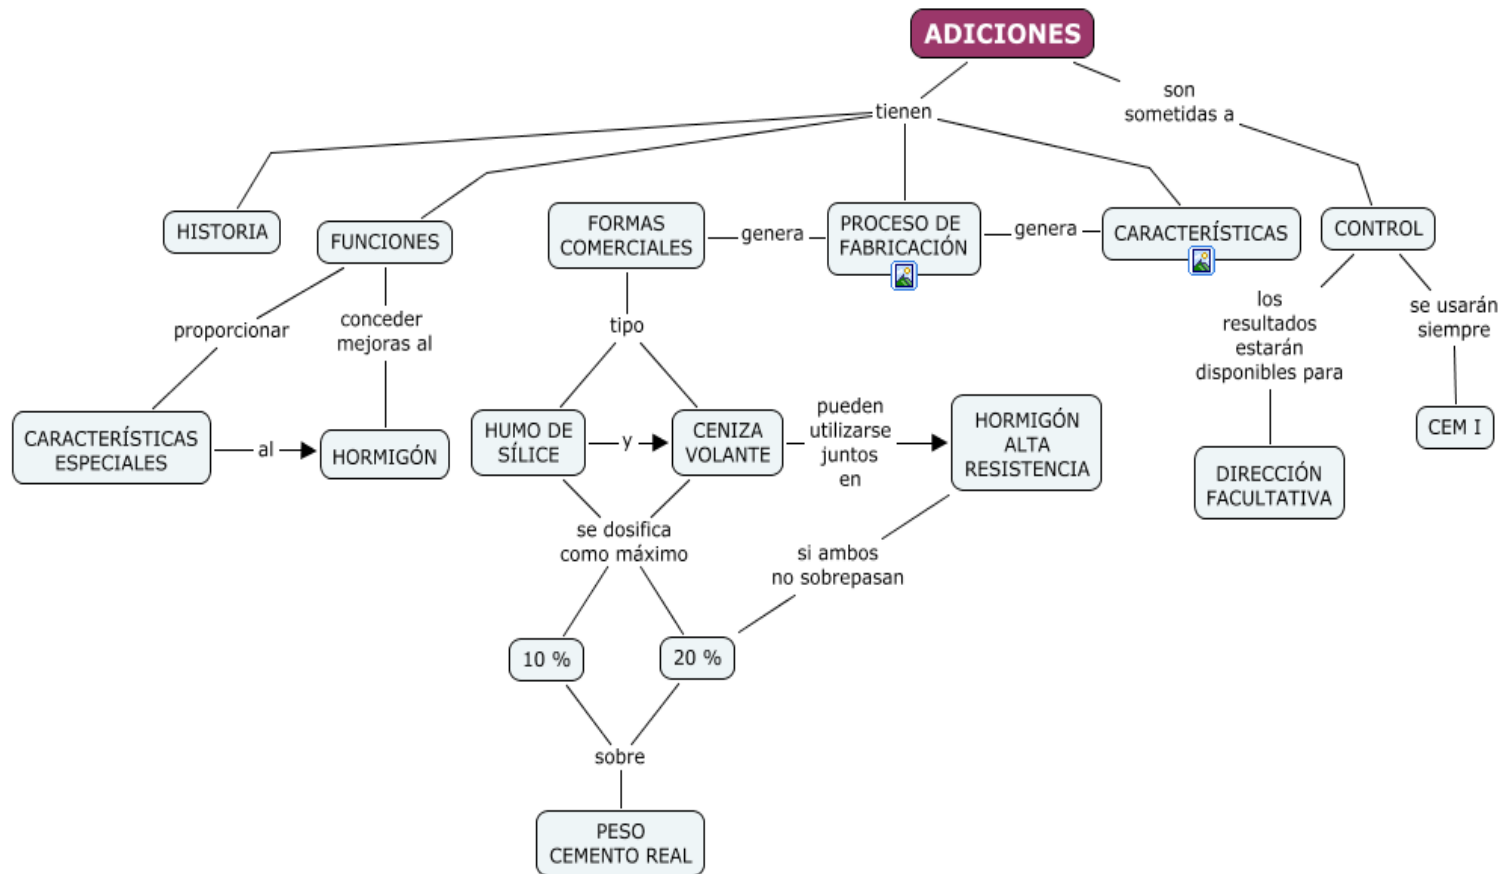 ADICIONES
son
sometidas a
tienen
HISTORIA
FUNCIONES
FORMAS
COMERCIALES
genera
PROCESO DE
FABRICACIÓN
genera
CARACTERÍSTICAS
CONTROL
proporcionar
conceder
mejoras al
tipo
los
resultados
estarán
disponibles para
se usarán
siempre
CARACTERÍSTICAS
ESPECIALES
al
HORMIGÓN
HUMO DE
SÍLICE
y
CENIZA
VOLANTE
pueden
utilizarse
juntos
en
HORMIGÓN
ALTA
RESISTENCIA
DIRECCIÓN
FACULTATIVA
CEM I
se dosifica
como máximo
si ambos
no sobrepasan
10 %
20 %
sobre
PESO
CEMENTO REAL